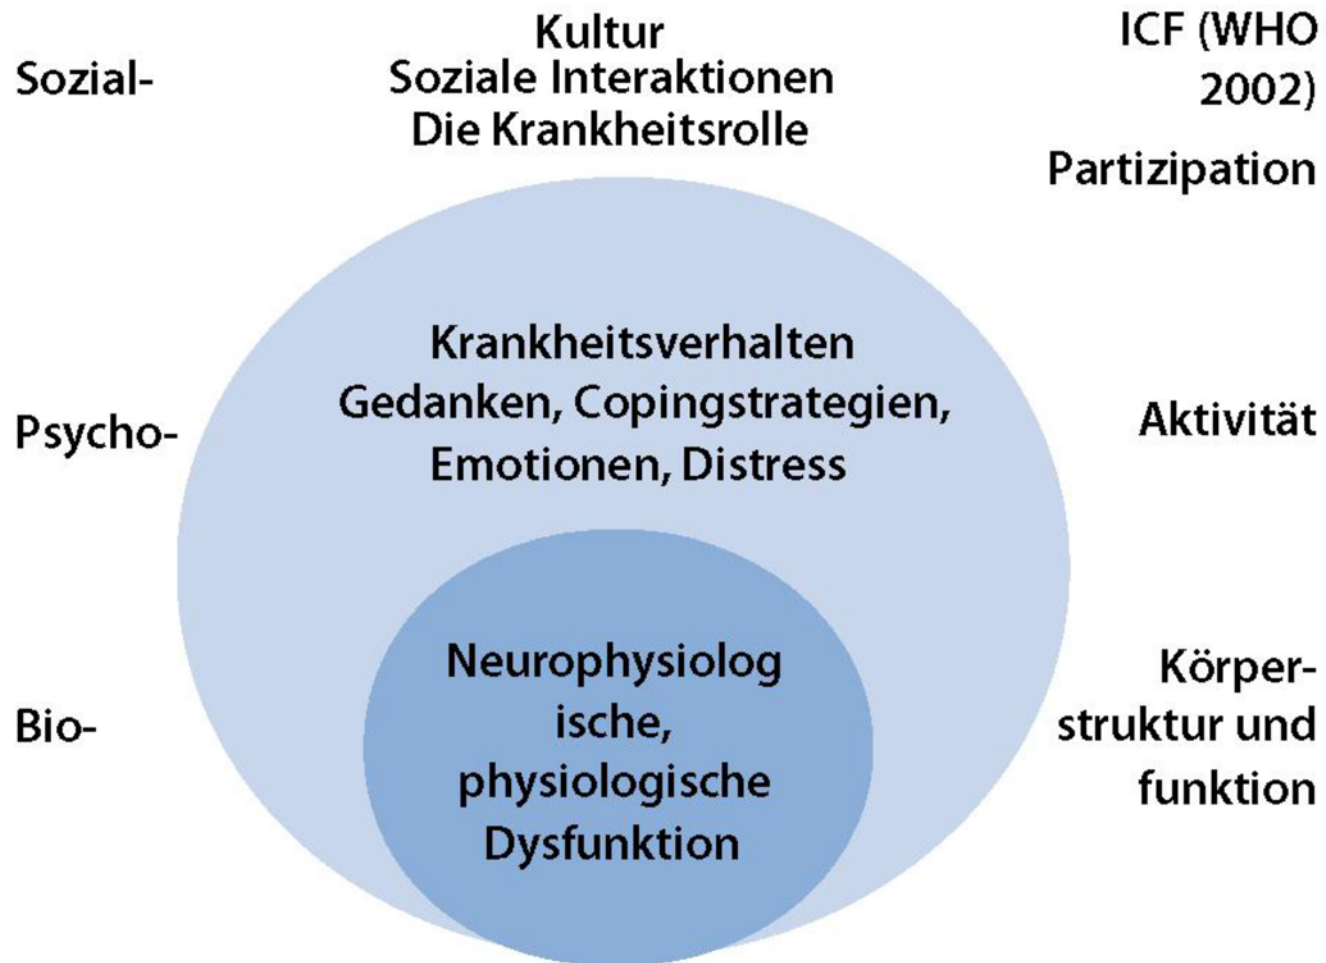 Sozial-
Kultur
Soziale Interaktionen
Die Krankheitsrolle
ICF (WHO
2002)
Partizipation
Psycho-
Krankheitsverhalten
Gedanken, Copingstrategien,
Emotionen, Distress
Aktivität
Bio-
Neurophysiolog
ische,
physiologische
Dysfunktion
Körper-
struktur und
funktion